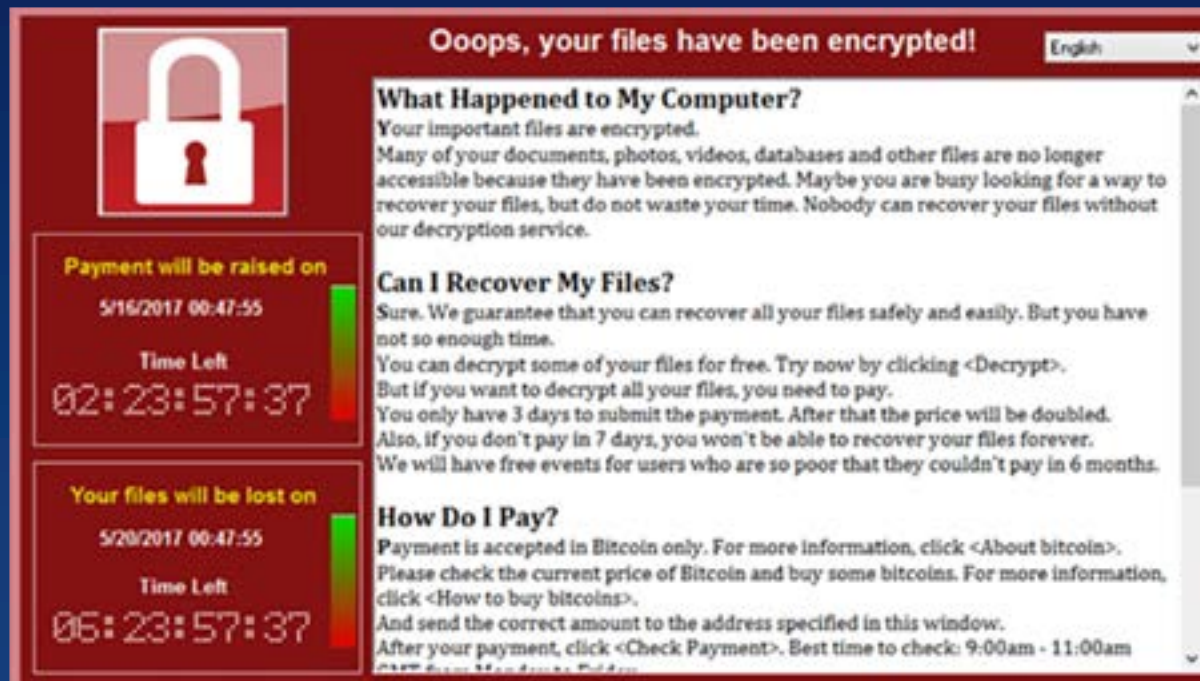 Ooops, your files have been encrypted!
English
What Happened to My Computer?
Your important files are encrypted.
Many of your documents, photos, videos, databases and other files are no longer
accessible because they have been encrypted. Maybe you are busy looking for a way to
recover your files, but do not waste your time. Nobody can recover your files without
our decryption service.
Can I Recover My Files?
Sure. We guarantee that you can recover all your files safely and easily. But you have
not so enough time.
You can decrypt some of your files for free. Try now by clicking <Decrypt>.
But if you want to decrypt all your files, you need to pay.
You only have 3 days to submit the payment. After that the price will be doubled.
Also, if you don't pay in 7 days, you won't be able to recover your files forever.
We will have free events for users who are so poor that they couldn't pay in 6 months.
How Do I Pay?
Payment is accepted in Bitcoin only. For more information, click <About bitcoin>.
Please check the current price of Bitcoin and buy some bitcoins. For more information,
click <How to buy bitcoins>.
And send the correct amount to the address specified in this window.
After your payment, click <Check Payment>. Best time to check: 9:00am - 11:00am
GMT from Monday to Friday
Payment will be raised on
5/16/2017 00:47:55
Time Left
02:23:57:37
Your files will be lost on
5/20/2017 00:47:55
Time Left
06:23:57:37